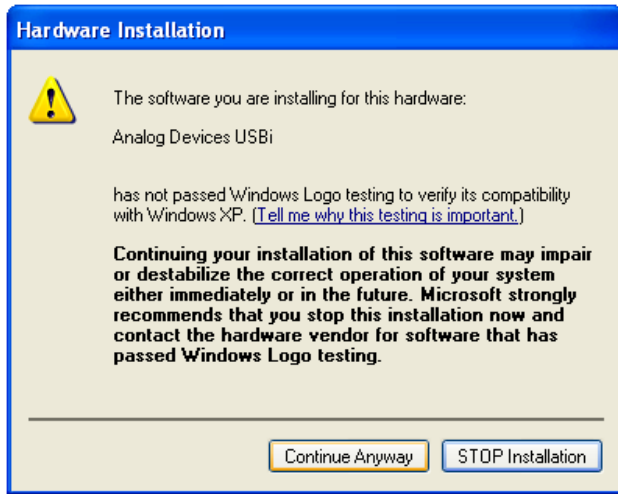 Hardware Installation
The software you are installing for this hardware:
Analog Devices USBi
has not passed Windows Logo testing to verify its compatibility
with Windows XP. (Tell me why this testing is important.)
Continuing your installation of this software may impair
or destabilize the correct operation of your system
either immediately or in the future. Microsoft strongly
recommends that you stop this installation now and
contact the hardware vendor for software that has
passed Windows Logo testing.
Continue Anyway
STOP Installation